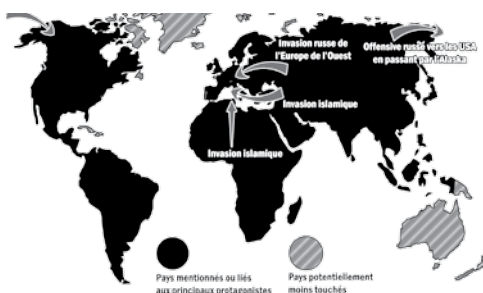 Invasion russe de
l'Europe de l'Ouest
Offensive russe vers les USA
en passant par l'Alaska
Invasion islamique
Invasion islamique
Pays mentionnés ou liés
aux principaux protagonistes
Pays potentiellement
moins touchés